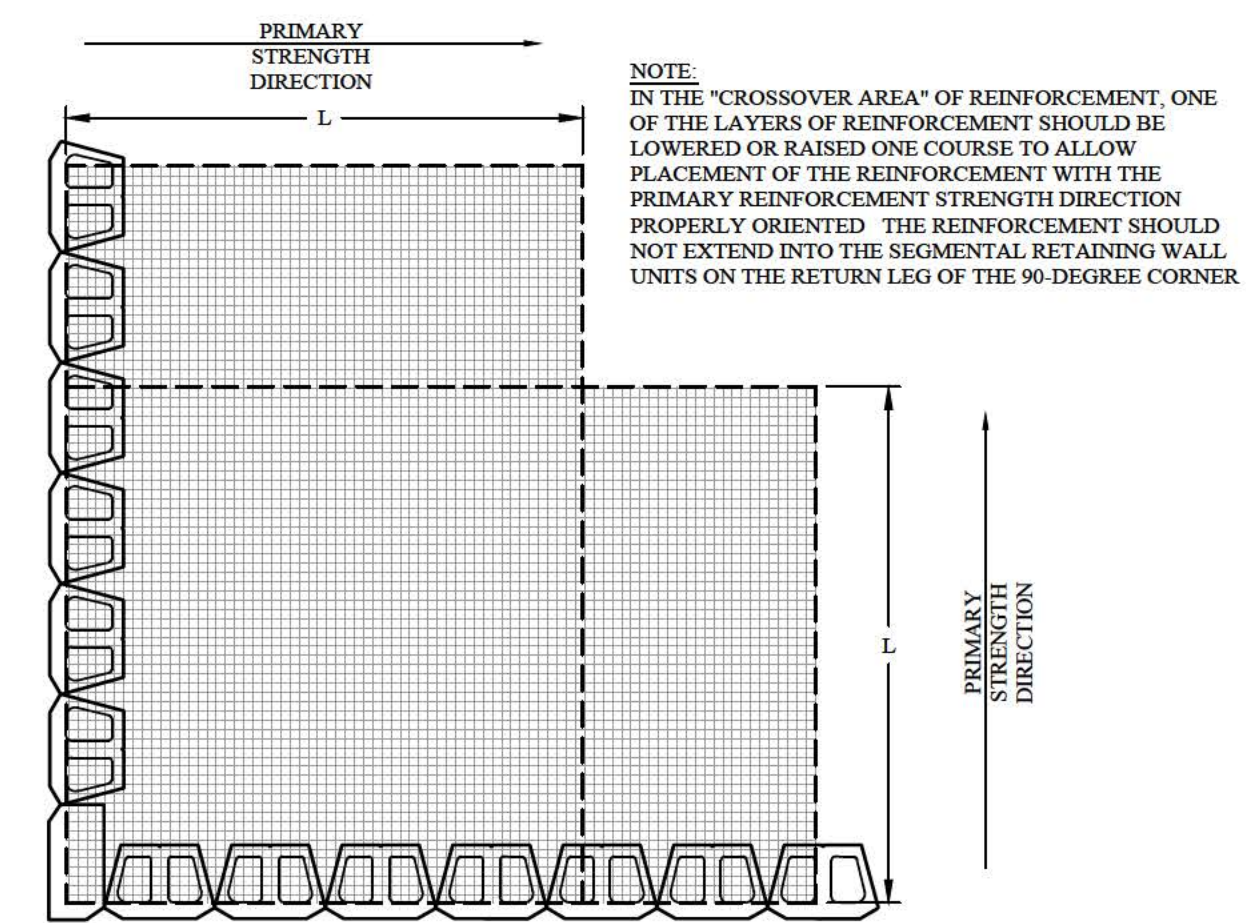 PRIMARY
STRENGTH
DIRECTION
L
NOTE:
IN THE "CROSSOVER AREA" OF REINFORCEMENT, ONE
OF THE LAYERS OF REINFORCEMENT SHOULD BE
LOWERED OR RAISED ONE COURSE TO ALLOW
PLACEMENT OF THE REINFORCEMENT WITH THE
PRIMARY REINFORCEMENT STRENGTH DIRECTION
PROPERLY ORIENTED THE REINFORCEMENT SHOULD
NOT EXTEND INTO THE SEGMENTAL RETAINING WALL
UNITS ON THE RETURN LEG OF THE 90-DEGREE CORNER
L
PRIMARY
STRENGTH
DIRECTION